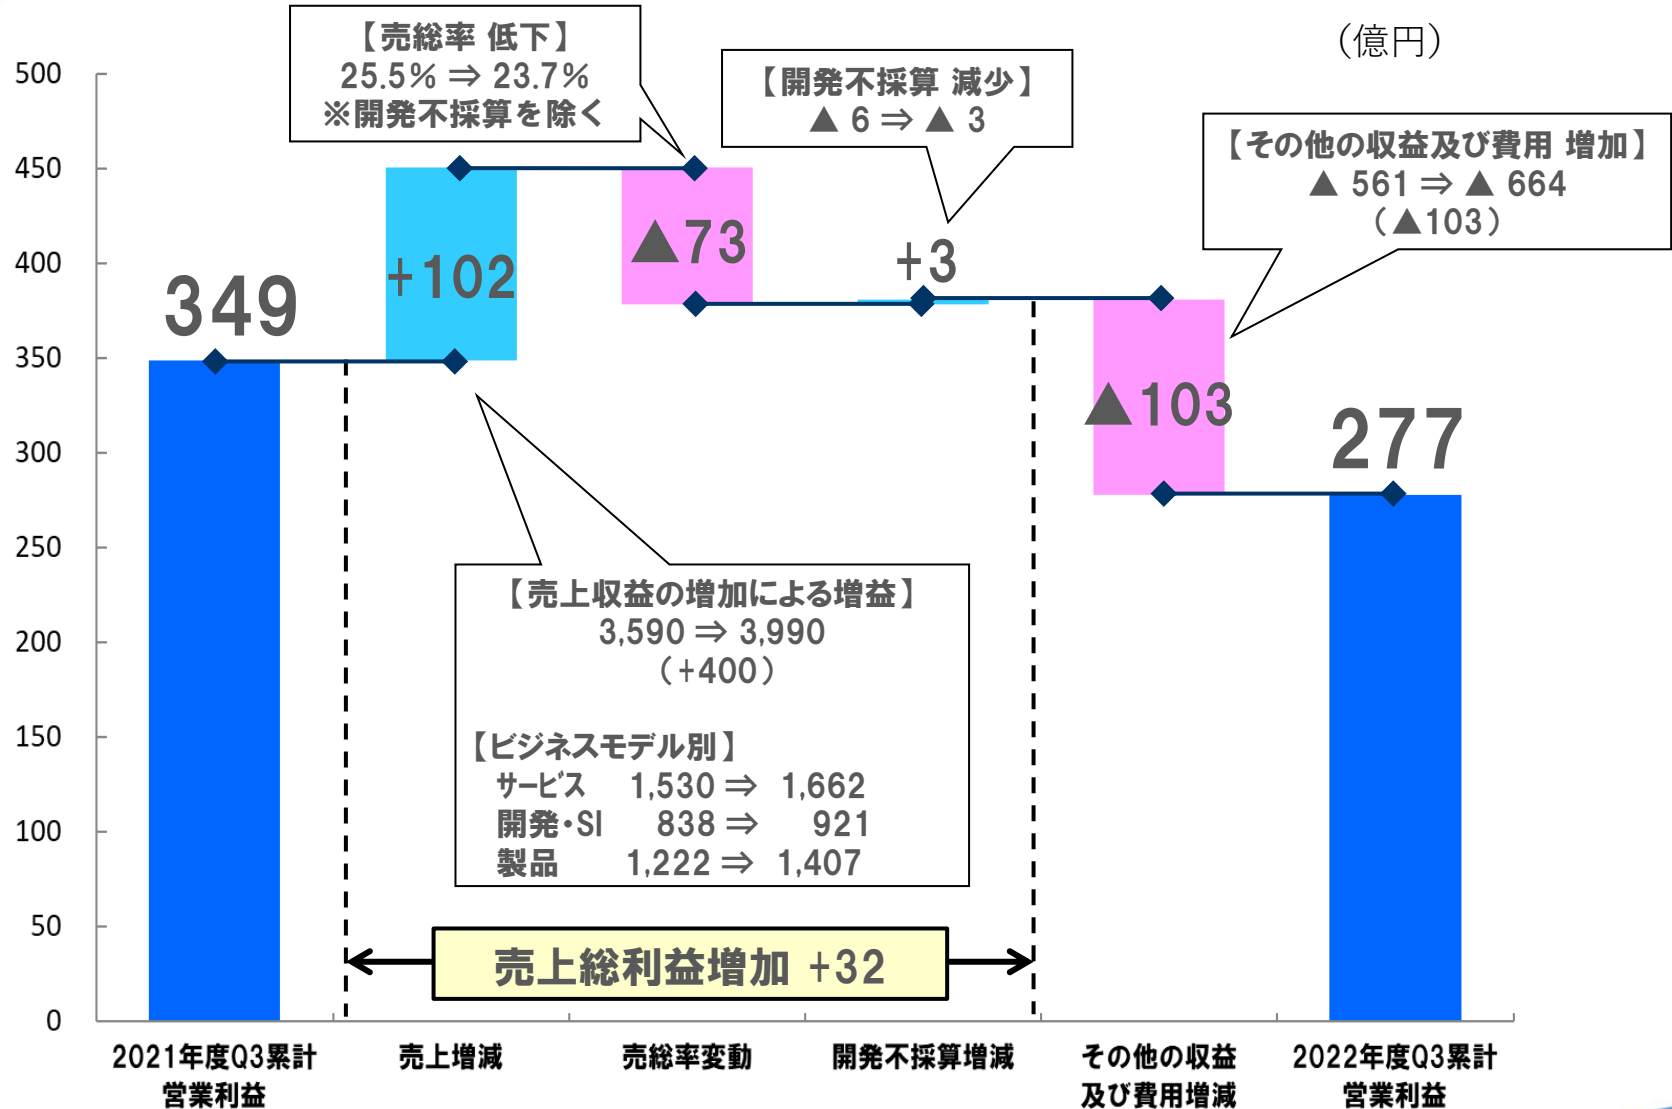 （億円）
【売総率 低下】
25.5% ⇒ 23.7%
※開発不採算を除く
【開発不採算 減少】
▲ 6 ⇒ ▲ 3
【その他の収益及び費用 増加】
▲ 561 ⇒ ▲ 664
（▲103）
500
450
400
350
300
250
200
150
100
50
0
349
+102
▲73
+3
▲103
277
【売上収益の増加による増益】
3,590 ⇒ 3,990
（+400）
【ビジネスモデル別】
サービス 1,530 ⇒ 1,662
開発・SI 838 ⇒ 921
製品 1,222 ⇒ 1,407
売上総利益増加 +32
2021年度Q3累計
営業利益
売上増減
売総率変動
開発不採算増減
その他の収益
及び費用増減
2022年度Q3累計
営業利益